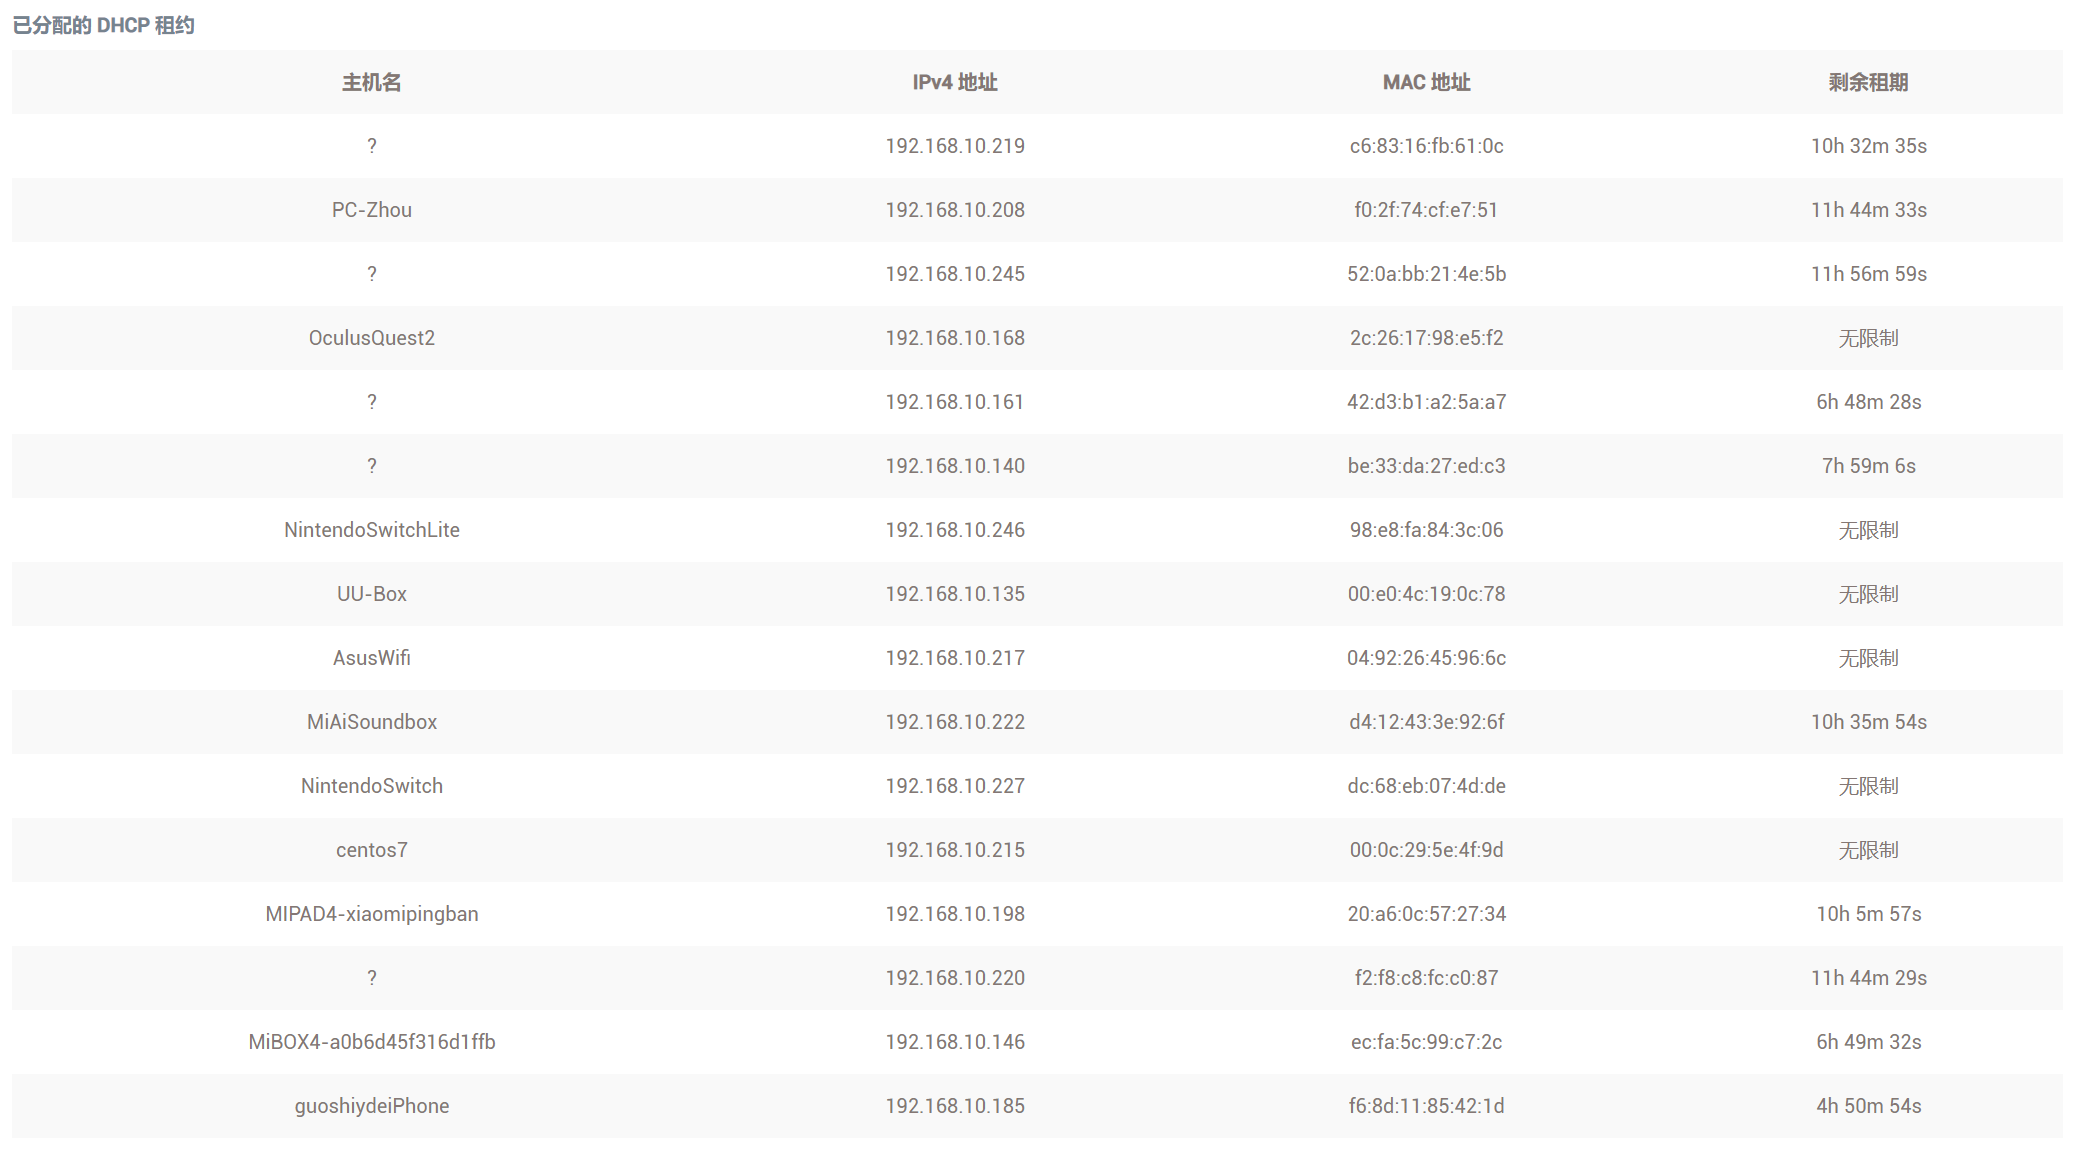 已分配的 DHCP 租约
主机名 IPv4 地址 MAC 地址 剩余租期
? 192.168.10.219 c6:83:16:fb:61:0c 10h 32m 35s
PC-Zhou 192.168.10.208 f0:2f:74:cf:e7:51 11h 44m 33s
? 192.168.10.245 52:0a:bb:21:4e:5b 11h 56m 59s
OculusQuest2 192.168.10.168 2c:26:17:98:e5:f2 无限制
? 192.168.10.161 42:d3:b1:a2:5a:a7 6h 48m 28s
? 192.168.10.140 be:33:da:27:ed:c3 7h 59m 6s
NintendoSwitchLite 192.168.10.246 98:e8:fa:84:3c:06 无限制
UU-Box 192.168.10.135 00:e0:4c:19:0c:78 无限制
AsusWifi 192.168.10.217 04:92:26:45:96:6c 无限制
MiAiSoundbox 192.168.10.222 d4:12:43:3e:92:6f 10h 35m 54s
NintendoSwitch 192.168.10.227 dc:68:eb:07:4d:de 无限制
centos7 192.168.10.215 00:0c:29:5e:4f:9d 无限制
MIPAD4-xiaomipingban 192.168.10.198 20:a6:0c:57:27:34 10h 5m 57s
? 192.168.10.220 f2:f8:c8:fc:c0:87 11h 44m 29s
MiBOX4-a0b6d45f316d1ffb 192.168.10.146 ec:fa:5c:99:c7:2c 6h 49m 32s
guoshiydeiPhone 192.168.10.185 f6:8d:11:85:42:1d 4h 50m 54s